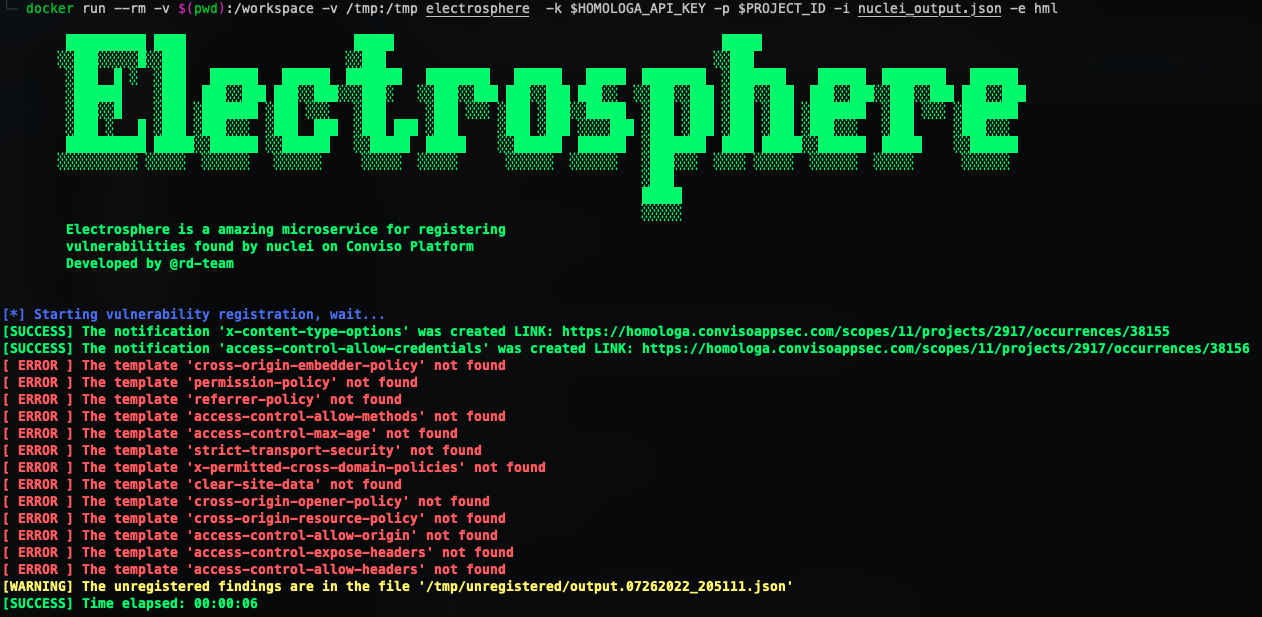 docker run --rm -v $(pwd):/workspace -v /tmp:/tmp electrosphere -k $HOMOLOGA_API_KEY -p $PROJECT_ID -i nuclei_output.json -e hml
Electrosphere
Electrosphere is a amazing microservice for registering
vulnerabilities found by nuclei on Conviso Platform
Developed by @rd-team
[*] Starting vulnerability registration, wait...
[SUCCESS] The notification 'x-content-type-options' was created LINK: https://homologa.convisoappsec.com/scopes/11/projects/2917/occurrences/38155
[SUCCESS] The notification 'access-control-allow-credentials' was created LINK: https://homologa.convisoappsec.com/scopes/11/projects/2917/occurrences/38156
[ ERROR ] The template 'cross-origin-embedder-policy' not found
[ ERROR ] The template 'permission-policy' not found
[ ERROR ] The template 'referrer-policy' not found
[ ERROR ] The template 'access-control-allow-methods' not found
[ ERROR ] The template 'access-control-max-age' not found
[ ERROR ] The template 'strict-transport-security' not found
[ ERROR ] The template 'x-permitted-cross-domain-policies' not found
[ ERROR ] The template 'clear-site-data' not found
[ ERROR ] The template 'cross-origin-opener-policy' not found
[ ERROR ] The template 'cross-origin-resource-policy' not found
[ ERROR ] The template 'access-control-allow-origin' not found
[ ERROR ] The template 'access-control-expose-headers' not found
[ ERROR ] The template 'access-control-allow-headers' not found
[WARNING] The unregistered findings are in the file '/tmp/unregistered/output.07262022_205111.json'
[SUCCESS] Time elapsed: 00:00:06